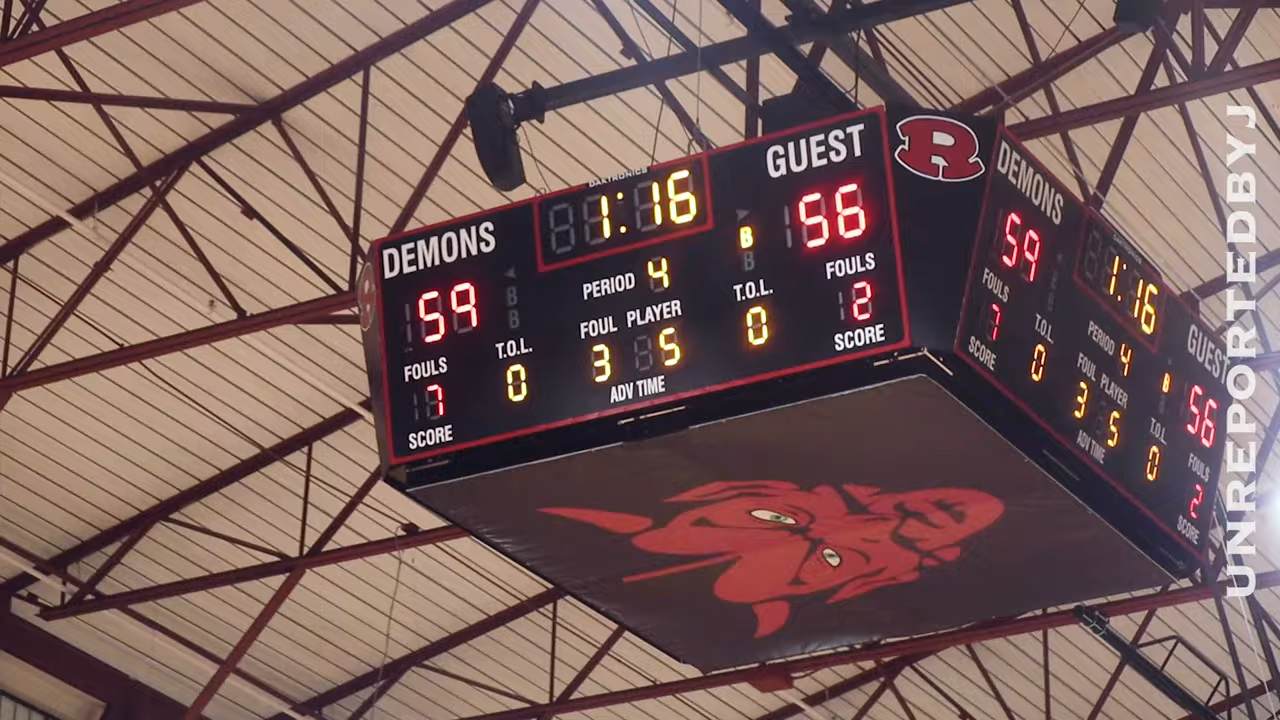 DAKTRONICS
1:16
GUEST
DEMONS
59
B
56
PERIOD 4
FOULS
7
T.O.L.
0
FOUL PLAYER
3 5
T.O.L.
0
FOULS
2
SCORE
ADV TIME
SCORE
R
DEMONS
59
1:16
GUEST
FOULS
7
T.O.L.
0
PERIOD
4
B
56
FOUL PLAYER
3 5
T.O.L.
0
FOULS
2
SCORE
ADV TIME
SCORE
UNREPORTEDBYJ